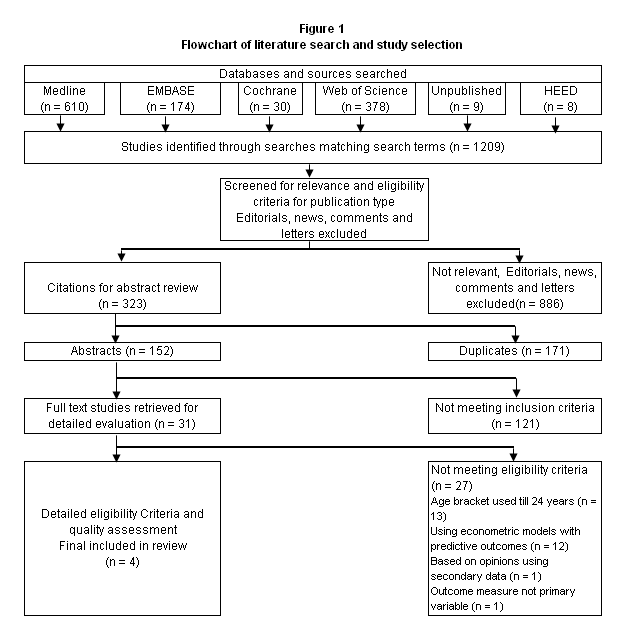 Figure 1
Flowchart of literature search and study selection
Databases and sources searched
Medline
(n = 610)
EMBASE
(n = 174)
Cochrane
(n = 30)
Web of Science
(n = 378)
Unpublished
(n = 9)
HEED
(n = 8)
Studies identified through searches matching search terms (n = 1209)
Screened for relevance and eligibility
criteria for publication type
Editorials, news, comments and
letters excluded
Citations for abstract review
(n = 323)
Not relevant, Editorials, news,
comments and letters
excluded(n = 886)
Abstracts (n = 152)
Duplicates (n = 171)
Full text studies retrieved for
detailed evaluation (n = 31)
Not meeting inclusion criteria
(n = 121)
Detailed eligibility Criteria and
quality assessment
Final included in review
(n = 4)
Not meeting eligibility criteria
(n = 27)
Age bracket used till 24 years (n =
13)
Using econometric models with
predictive outcomes (n = 12)
Based on opinions using
secondary data (n = 1)
Outcome measure not primary
variable (n = 1)